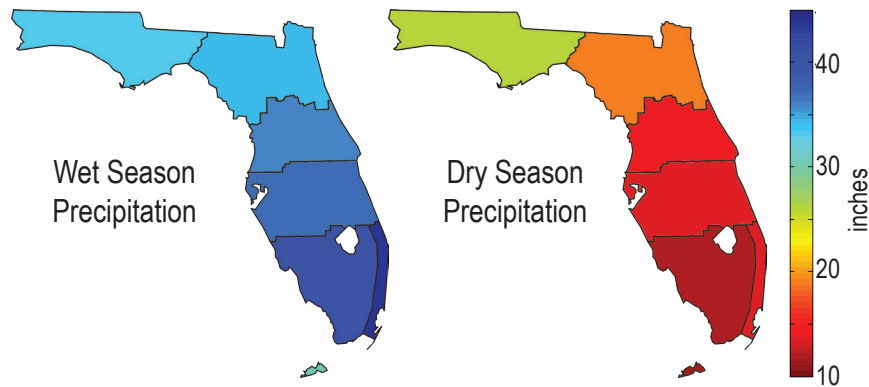 Wet Season
Precipitation
Dry Season
Precipitation
40
30
20
10
inches